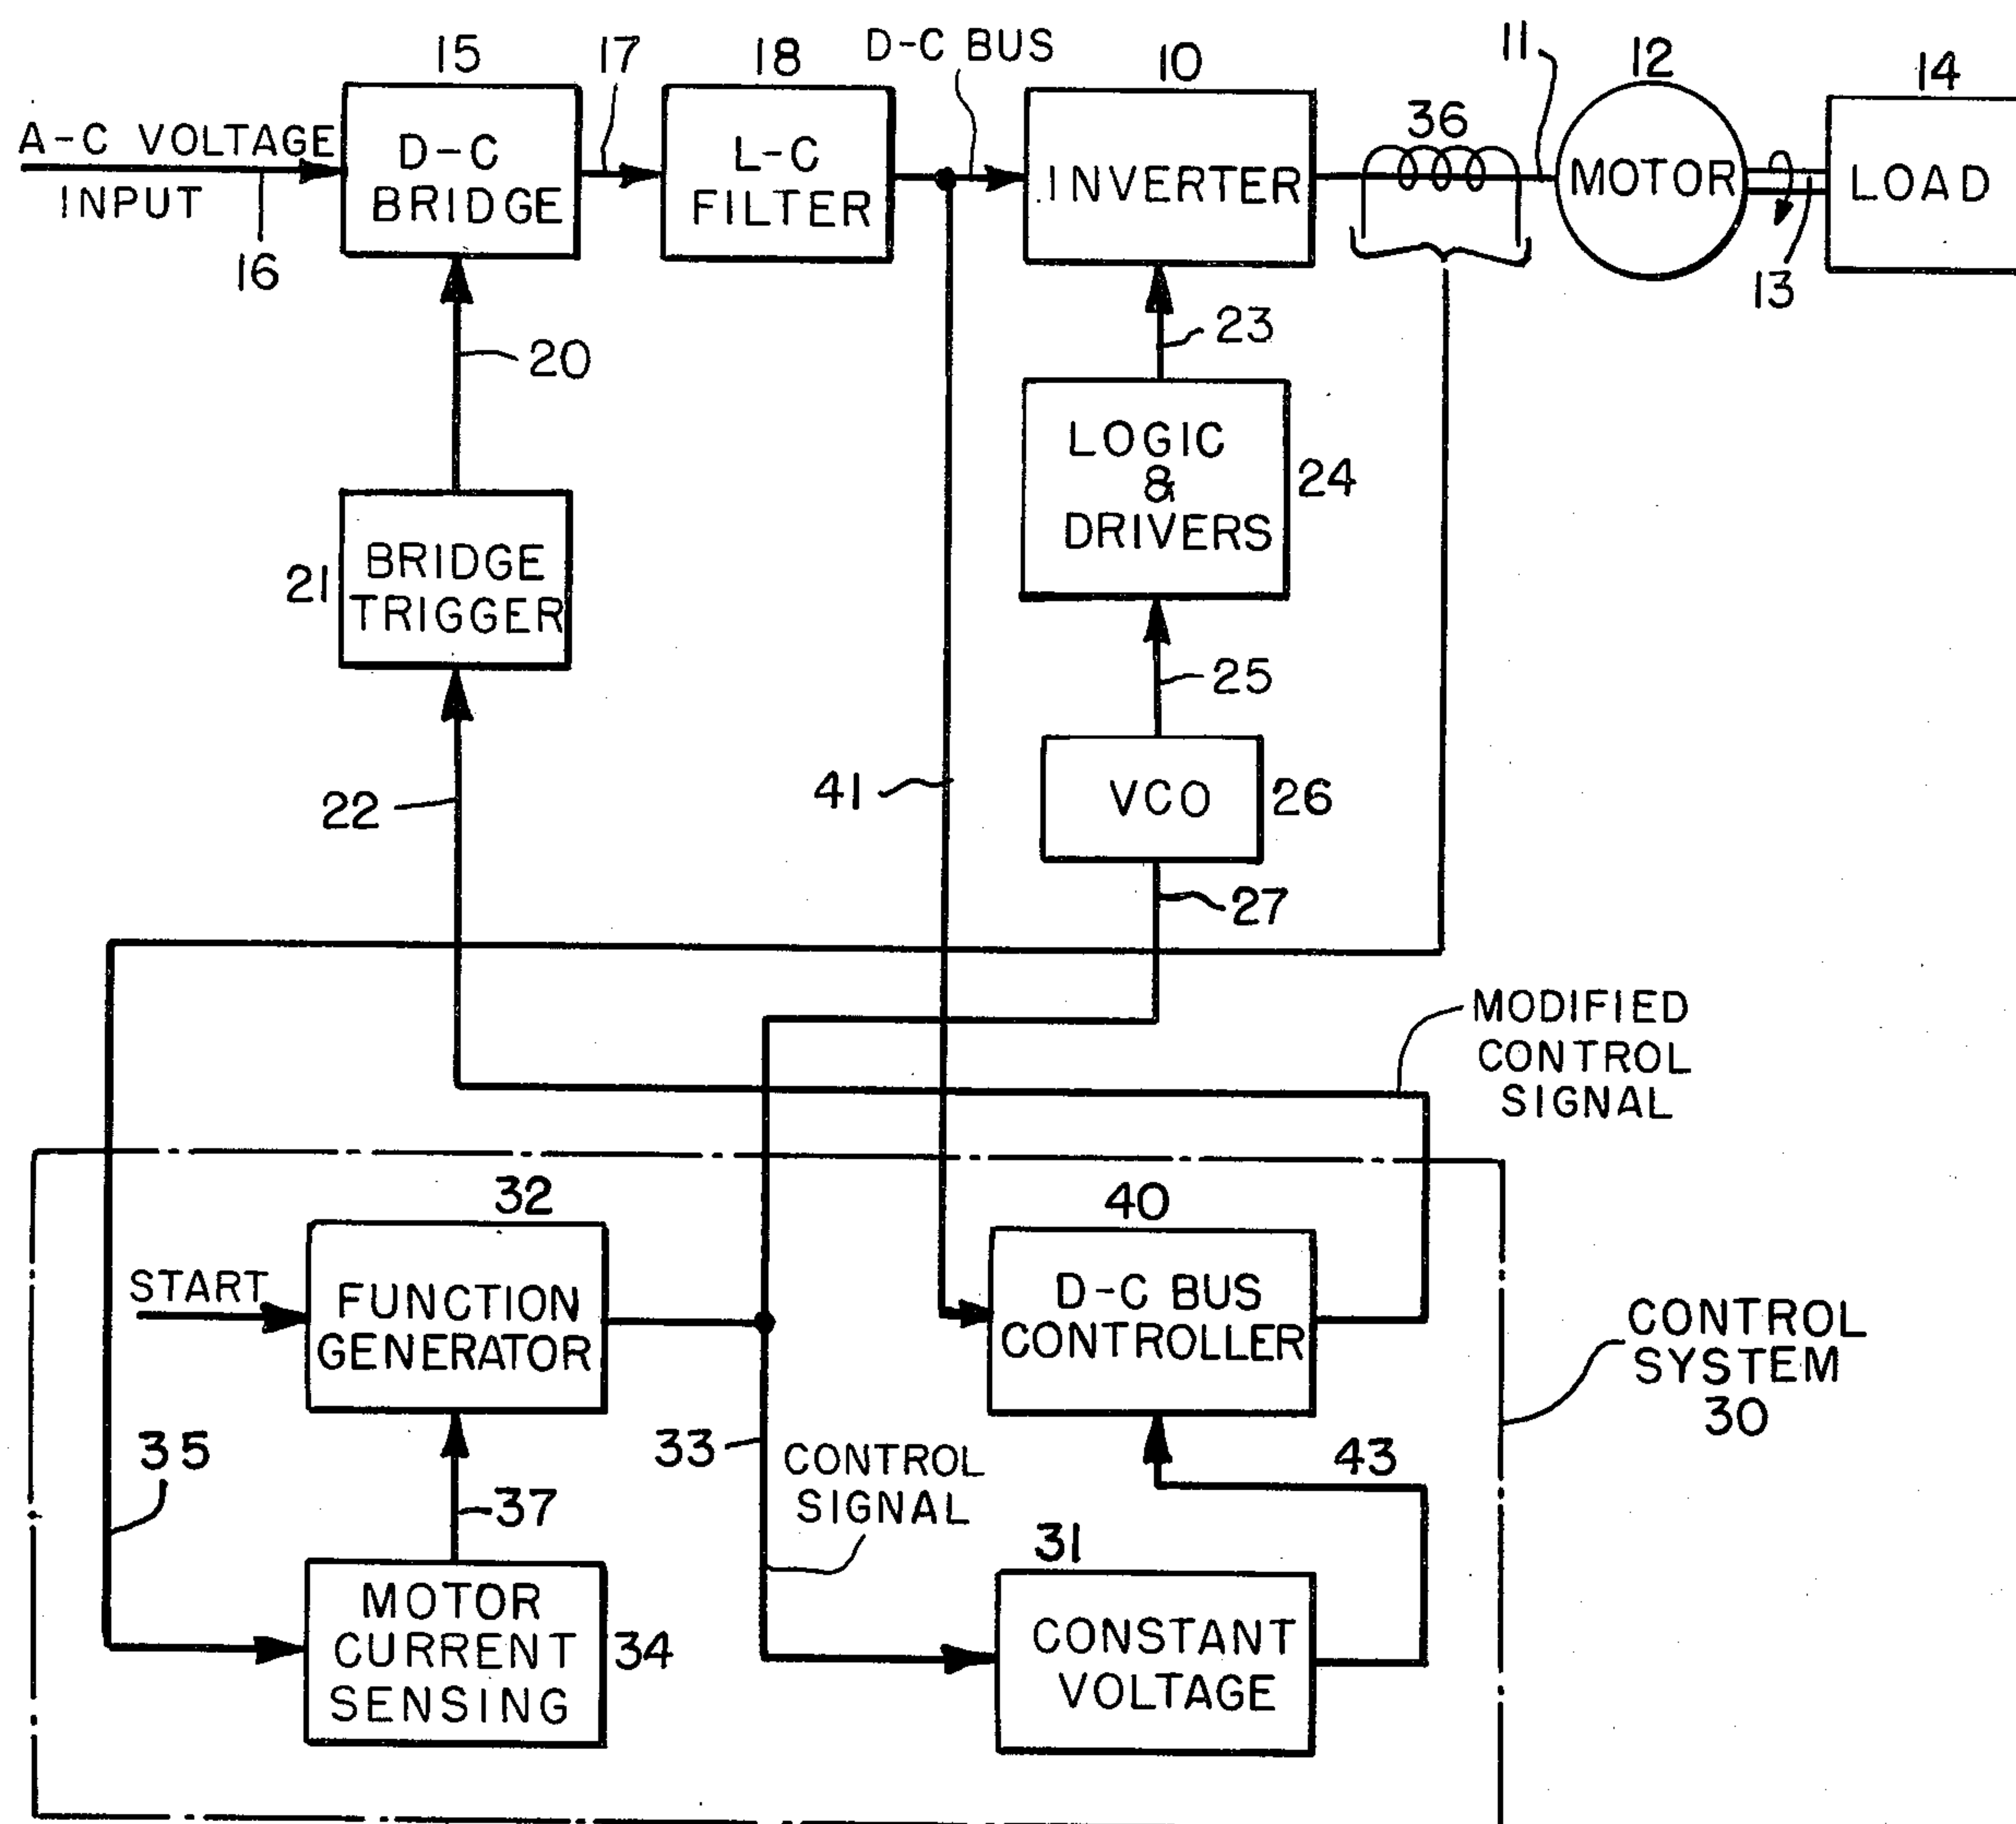 15
17
18
D-C BUS
10
11
12
14
A-C VOLTAGE
INPUT
16
D-C
BRIDGE
L-C
FILTER
INVERTER
36
MOTOR
13
LOAD
20
23
LOGIC
&
DRIVERS
24
21
BRIDGE
TRIGGER
25
22
41
VCO
26
27
MODIFIED
CONTROL
SIGNAL
32
40
START
FUNCTION
GENERATOR
D-C BUS
CONTROLLER
CONTROL
SYSTEM
30
35
37
33
CONTROL
SIGNAL
43
31
MOTOR
CURRENT
SENSING
34
CONSTANT
VOLTAGE